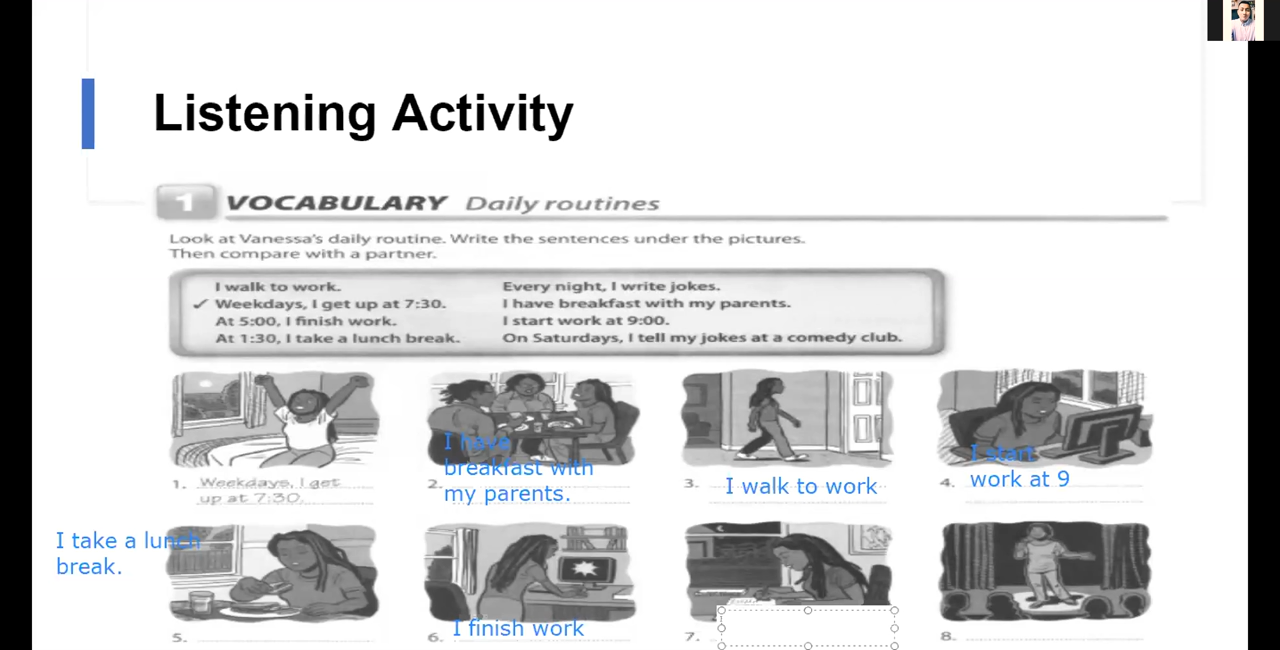 Listening Activity
1 VOCABULARY Daily routines
Look at Vanessa's daily routine. Write the sentences under the pictures.
Then compare with a partner.
I walk to work.
✓ Weekdays, I get up at 7:30.
At 5:00, I finish work.
At 1:30, I take a lunch break.
Every night, I write jokes.
I have breakfast with my parents.
I start work at 9:00.
On Saturdays, I tell my jokes at a comedy club.
1. Weekdays, I get
up at 7:30.
2.
I have
breakfast with
my parents.
3. I walk to work
4.
I start
work at 9
5.
I take a lunch
break.
6. I finish work
7.
8.